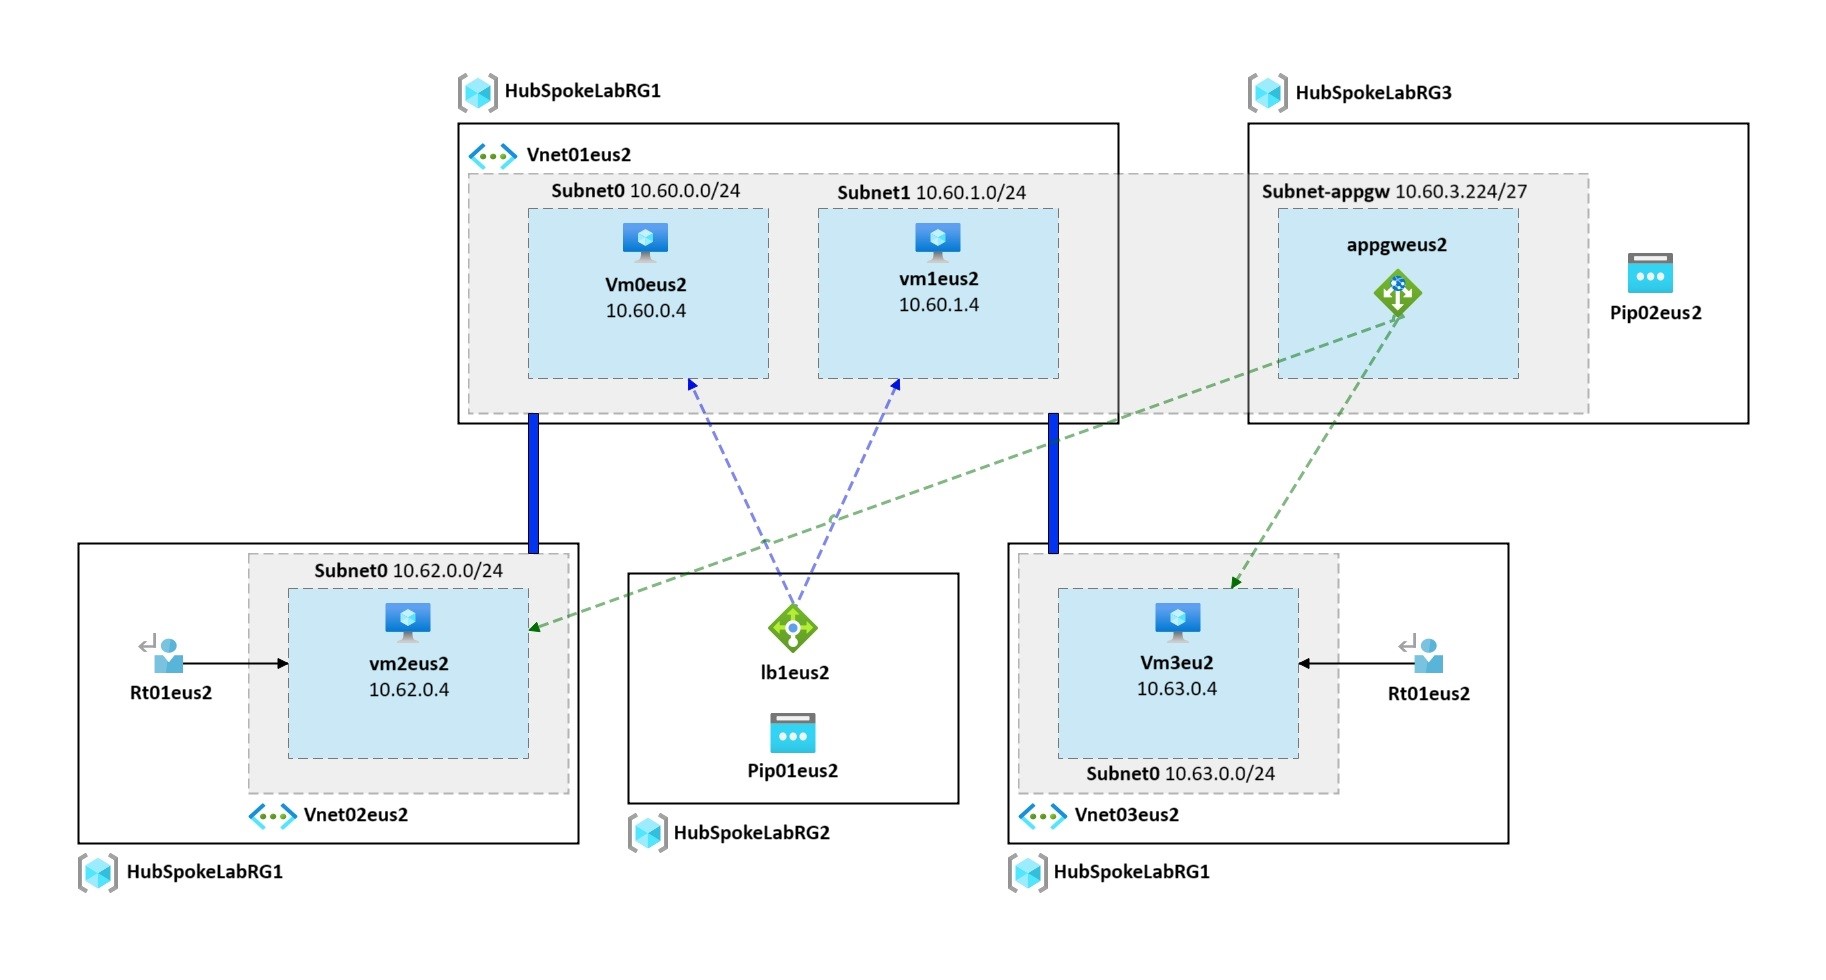 HubSpokeLabRG1
HubSpokeLabRG3
Vnet01eus2
Subnet0 10.60.0.0/24
Subnet1 10.60.1.0/24
Subnet-appgw 10.60.3.224/27
Vm0eus2
10.60.0.4
vm1eus2
10.60.1.4
appgweus2
Pip02eus2
Subnet0 10.62.0.0/24
vm2eus2
10.62.0.4
Rt01eus2
Vnet02eus2
HubSpokeLabRG1
lb1eus2
Pip01eus2
HubSpokeLabRG2
Vm3eu2
10.63.0.4
Rt01eus2
Subnet0 10.63.0.0/24
Vnet03eus2
HubSpokeLabRG1